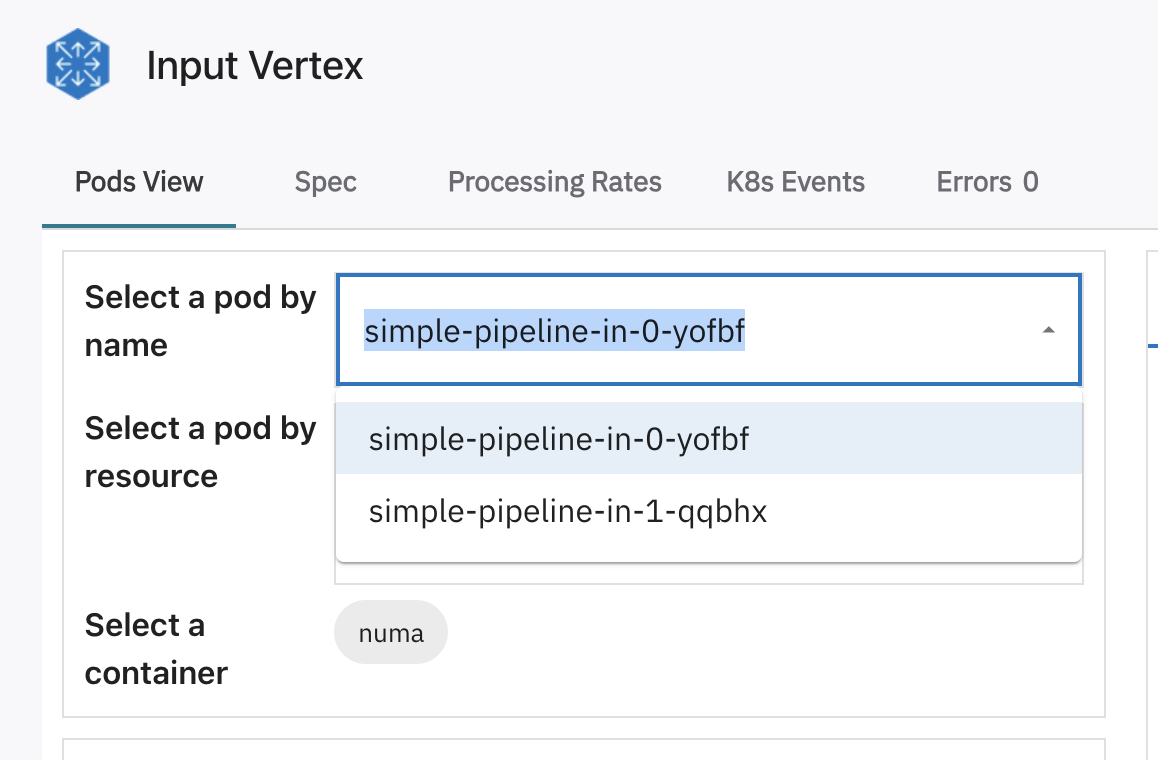 Input Vertex
Pods View
Spec
Processing Rates
K8s Events
Errors 0
Select a pod by
name
simple-pipeline-in-0-yofbf
Select a pod by
resource
simple-pipeline-in-0-yofbf
simple-pipeline-in-1-qqbhx
Select a
container
numa